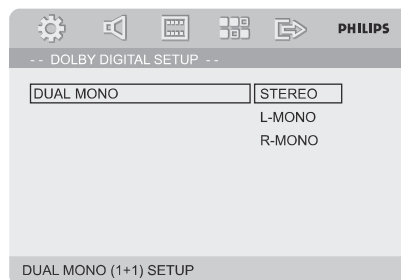 PHILIPS
-- DOLBY DIGITAL SETUP --
DUAL MONO
STEREO
L-MONO
R-MONO
DUAL MONO (1+1) SETUP